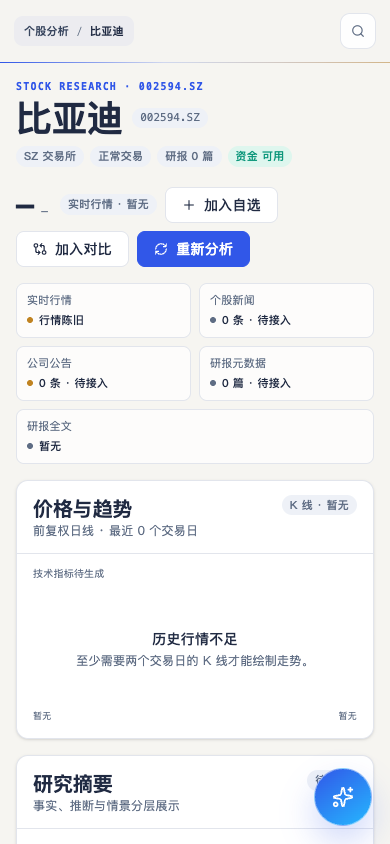 个股分析 / 比亚迪
STOCK RESEARCH · 002594.SZ
比亚迪 002594.SZ
SZ 交易所 正常交易 研报 0 篇 资金 可用
— _ 实时行情 · 暂无 加入自选
加入对比 重新分析
实时行情 个股新闻
行情陈旧 0 条 · 待接入
公司公告 研报元数据
0 条 · 待接入 0 篇 · 待接入
研报全文
暂无
价格与趋势 K 线 · 暂无
前复权日线 · 最近 0 个交易日
技术指标待生成
历史行情不足
至少需要两个交易日的 K 线才能绘制走势。
暂无 暂无
研究摘要
事实、推断与情景分层展示